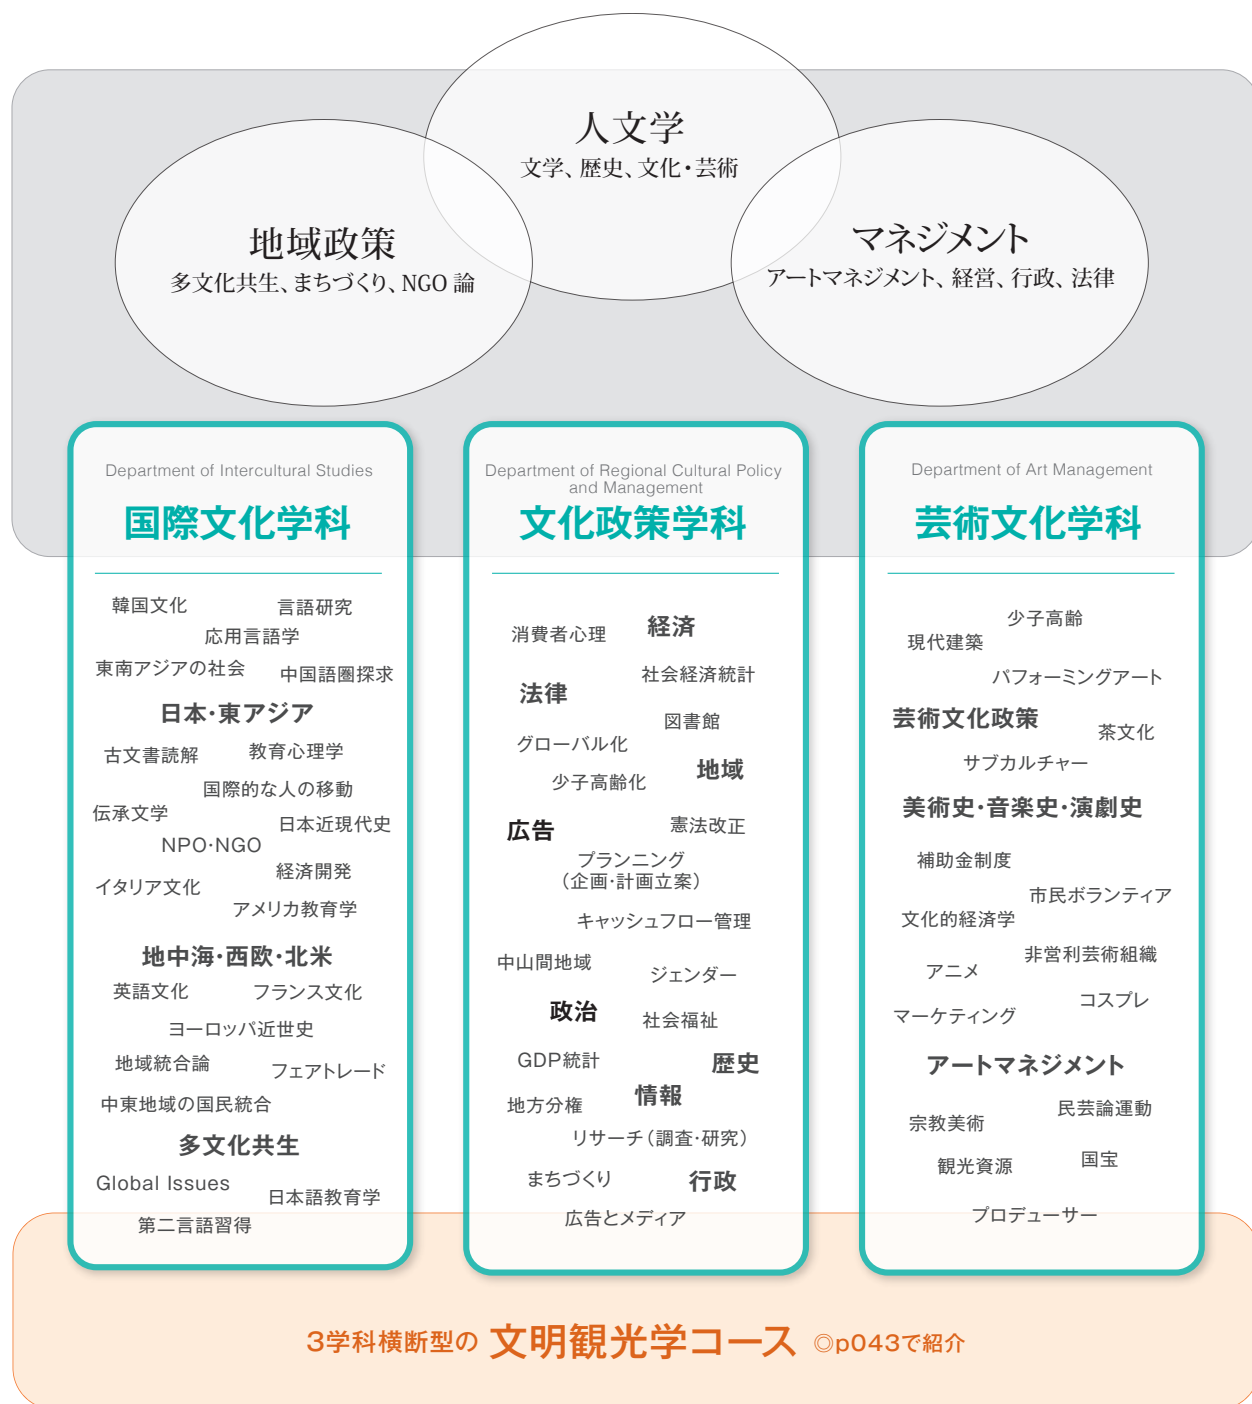 人文学
文学、歴史、文化・芸術
地域政策
多文化共生、まちづくり、NGO 論
マネジメント
アートマネジメント、経営、行政、法律
Department of Intercultural Studies
国際文化学科
韓国文化
言語研究
応用言語学
東南アジアの社会
中国語圏探求
日本・東アジア
古文書読解
教育心理学
国際的な人の移動
伝承文学
日本近現代史
NPO・NGO
経済開発
イタリア文化
アメリカ教育学
地中海・西欧・北米
英語文化
フランス文化
ヨーロッパ近世史
地域統合論
フェアトレード
中東地域の国民統合
多文化共生
Global Issues
日本語教育学
第二言語習得
Department of Regional Cultural Policy
and Management
文化政策学科
消費者心理
経済
社会経済統計
法律
図書館
グローバル化
地域
少子高齢化
広告
憲法改正
プランニング
（企画・計画立案）
キャッシュフロー管理
中山間地域
ジェンダー
政治
社会福祉
GDP統計
歴史
情報
地方分権
リサーチ（調査・研究）
まちづくり
行政
広告とメディア
Department of Art Management
芸術文化学科
少子高齢
現代建築
パフォーミングアート
芸術文化政策
茶文化
サブカルチャー
美術史・音楽史・演劇史
補助金制度
市民ボランティア
文化的経済学
非営利芸術組織
アニメ
コスプレ
マーケティング
アートマネジメント
民芸論運動
宗教美術
国宝
観光資源
プロデューサー
3学科横断型の 文明観光学コース ◎p043で紹介